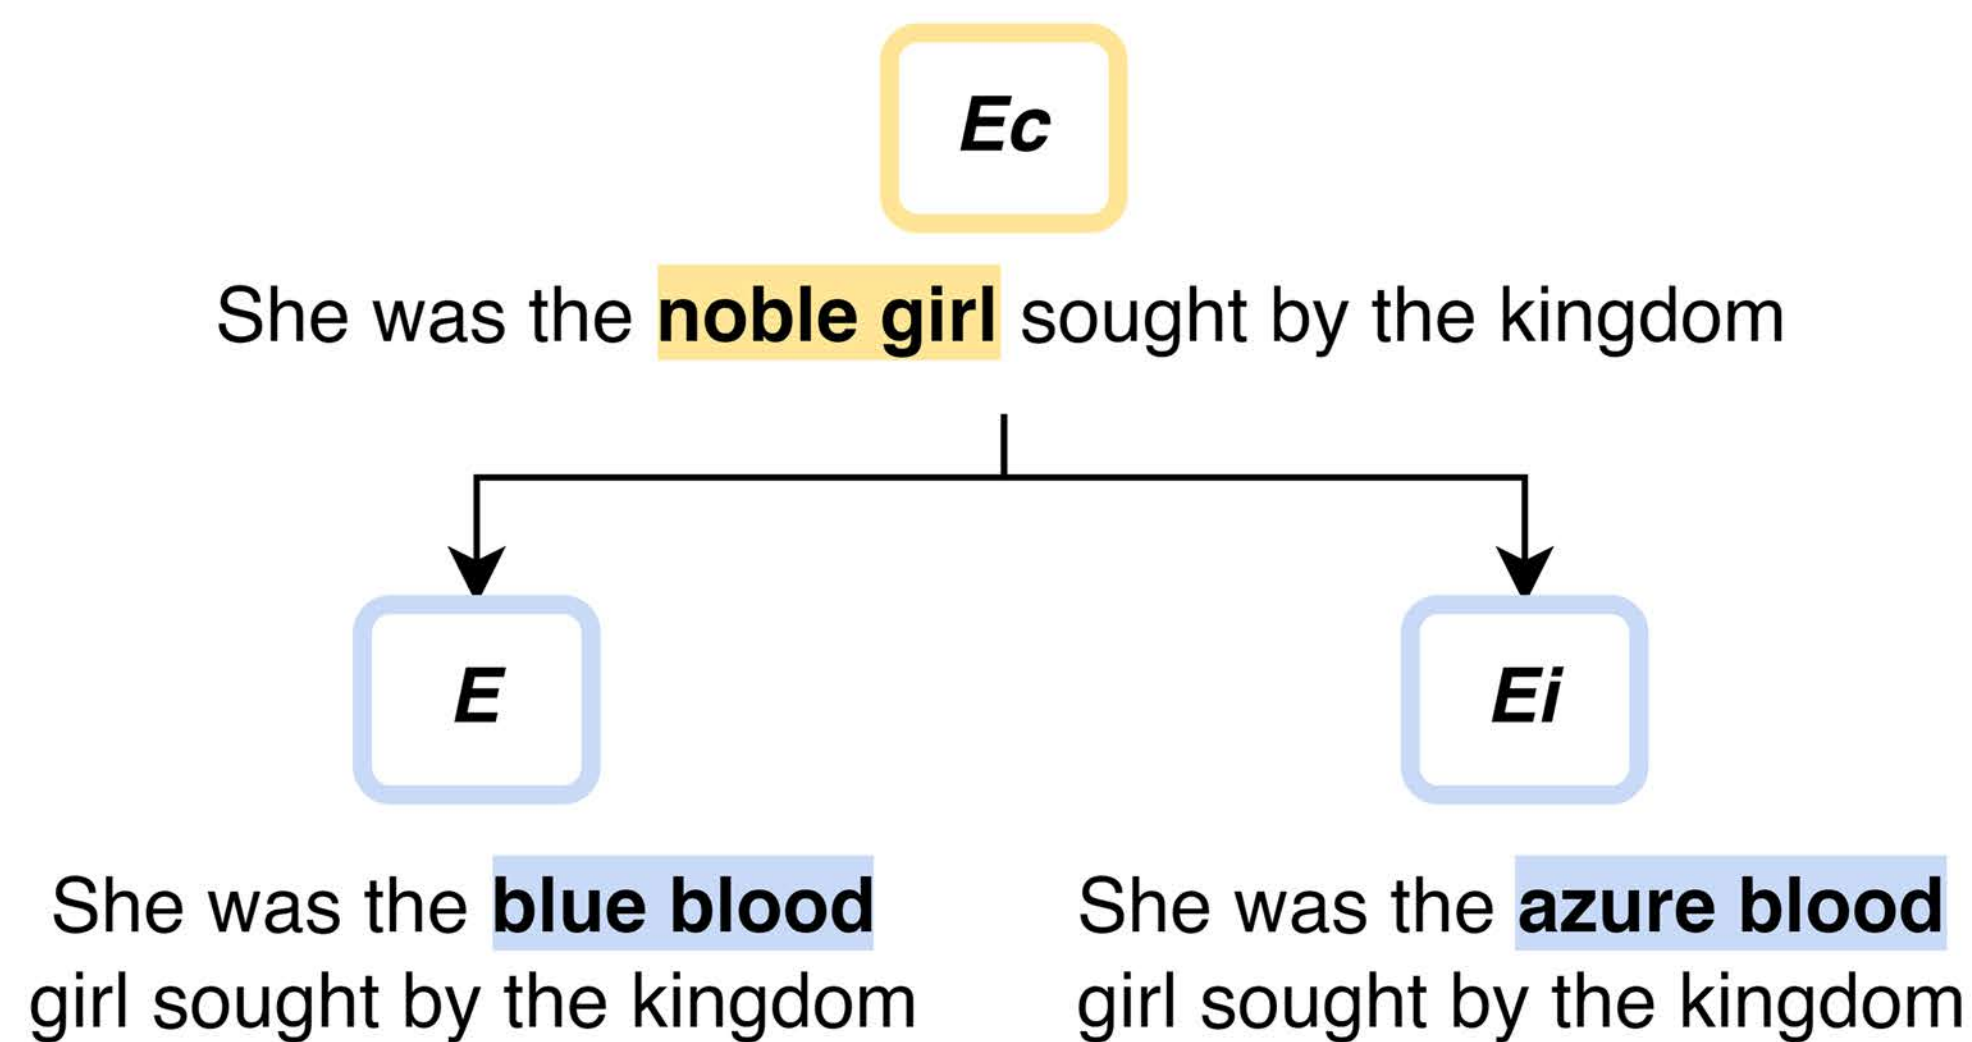 Ec
She was the noble girl sought by the kingdom
E
Ei
She was the blue blood
girl sought by the kingdom
She was the azure blood
girl sought by the kingdom